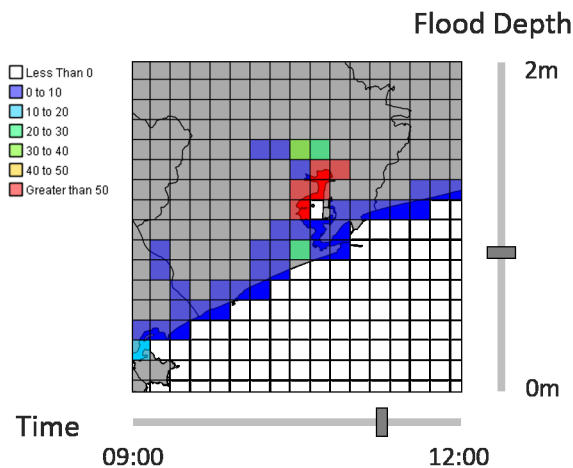 Flood Depth
2m
Less Than 0
0 to 10
10 to 20
20 to 30
30 to 40
40 to 50
Greater than 50
0m
Time
09:00
12:00